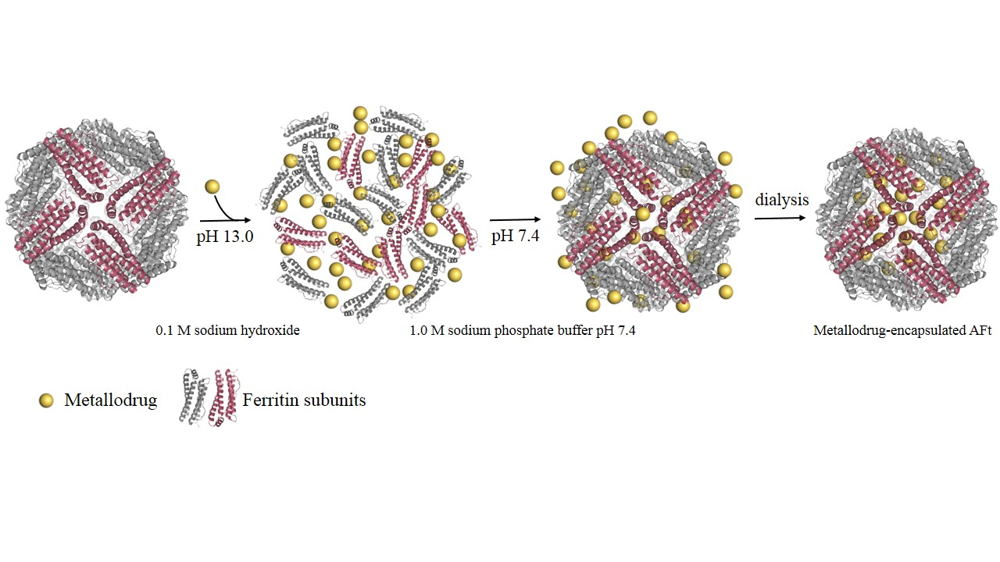 pH 13.0
pH 7.4
dialysis
0.1 M sodium hydroxide
1.0 M sodium phosphate buffer pH 7.4
Metallodrug-encapsulated AFt
Metallodrug
Ferritin subunits